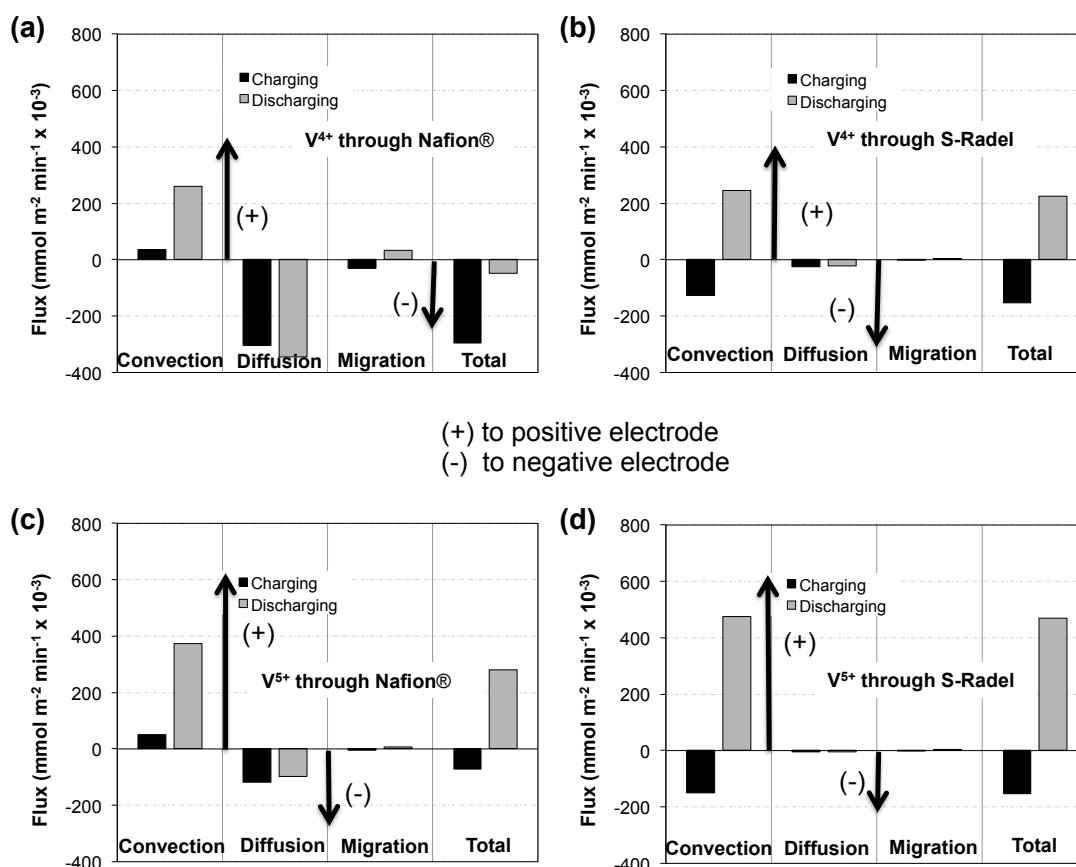 (a)
800
600
400
200
0
-200
-400
Flux (mmol m-2 min-1 x 10-3)
Charging
Discharging
V4+ through Nafion®
(+)
(-)
Convection Diffusion Migration Total
(b)
800
600
400
200
0
-200
-400
Flux (mmol m-2 min-1 x 10-3)
Charging
Discharging
V4+ through S-Radel
(+)
(-)
Convection Diffusion Migration Total
(+) to positive electrode
(-) to negative electrode
(c)
800
600
400
200
0
-200
-400
Flux (mmol m-2 min-1 x 10-3)
Charging
Discharging
(+)
V5+ through Nafion®
(-)
Convection Diffusion Migration Total
(d)
800
600
400
200
0
-200
-400
Flux (mmol m-2 min-1 x 10-3)
Charging
Discharging
(+)
V5+ through S-Radel
(-)
Convection Diffusion Migration Total